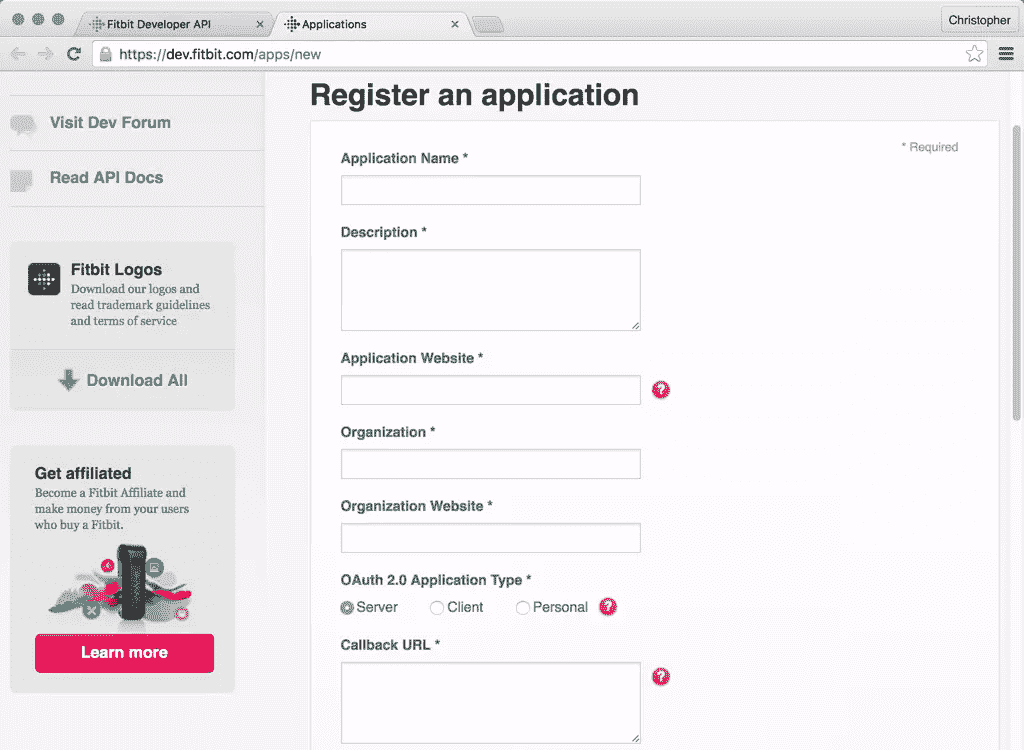 Fitbit Developer API
Applications
Christopher
https://dev.fitbit.com/apps/new
Visit Dev Forum
Read API Docs
Fitbit Logos
Download our logos and
read trademark guidelines
and terms of service
Download All
Get affiliated
Become a Fitbit Affiliate and
make money from your users
who buy a Fitbit.
Learn more
Register an application
* Required
Application Name *
Description *
Application Website *
?
Organization *
Organization Website *
OAuth 2.0 Application Type *
Server Client Personal ?
Callback URL *
?